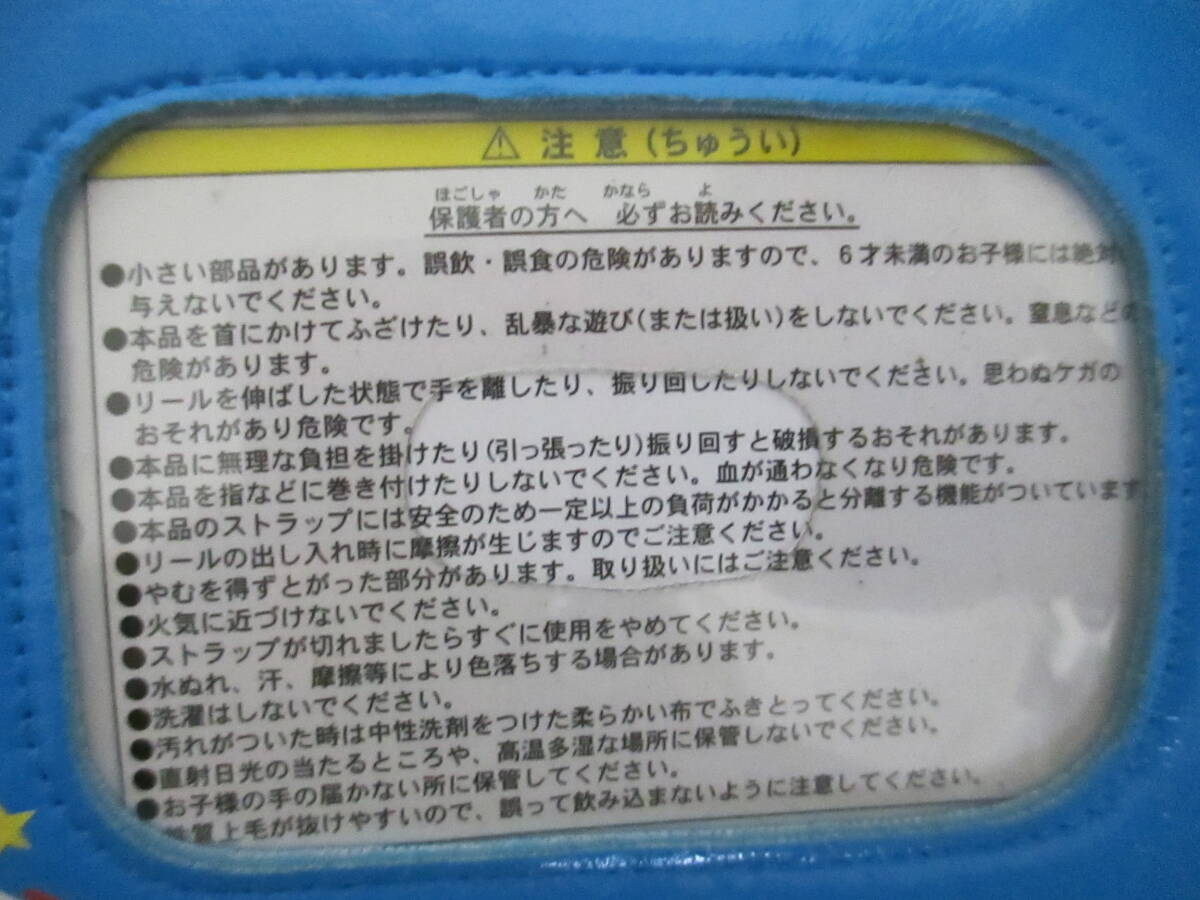 注意(ちゅうい)
ほごしゃ かた かなら よ
保護者の方へ 必ずお読みください。
●小さい部品があります。誤飲・誤食の危険がありますので、6才未満のお子様には絶対
与えないでください。
●本品を首にかけてふざけたり、乱暴な遊び(または扱い)をしないでください。窒息などの
危険があります。
●リールを伸ばした状態で手を離したり、振り回したりしないでください。思わぬケガの
おそれがあり危険です。
●本品に無理な負担を掛けたり(引っ張ったり)振り回すと破損するおそれがあります。
●本品を指などに巻き付けたりしないでください。血が通わなくなり危険です。
●本品のストラップには安全のため一定以上の負荷がかかると分離する機能がついています
●リールの出し入れ時に摩擦が生じますのでご注意ください。
●やむを得ずとがった部分があります。取り扱いにはご注意ください。
●火気に近づけないでください。
●ストラップが切れましたらすぐに使用をやめてください。
●水ぬれ、汗、摩擦等により色落ちする場合があります。
●洗濯はしないでください。
●汚れがついた時は中性洗剤をつけた柔らかい布でふきとってください。
●直射日光の当たるところや、高温多湿な場所に保管しないでください。
●お子様の手の届かない所に保管してください。
質上毛が抜けやすいので、誤って飲み込まないように注意してください。